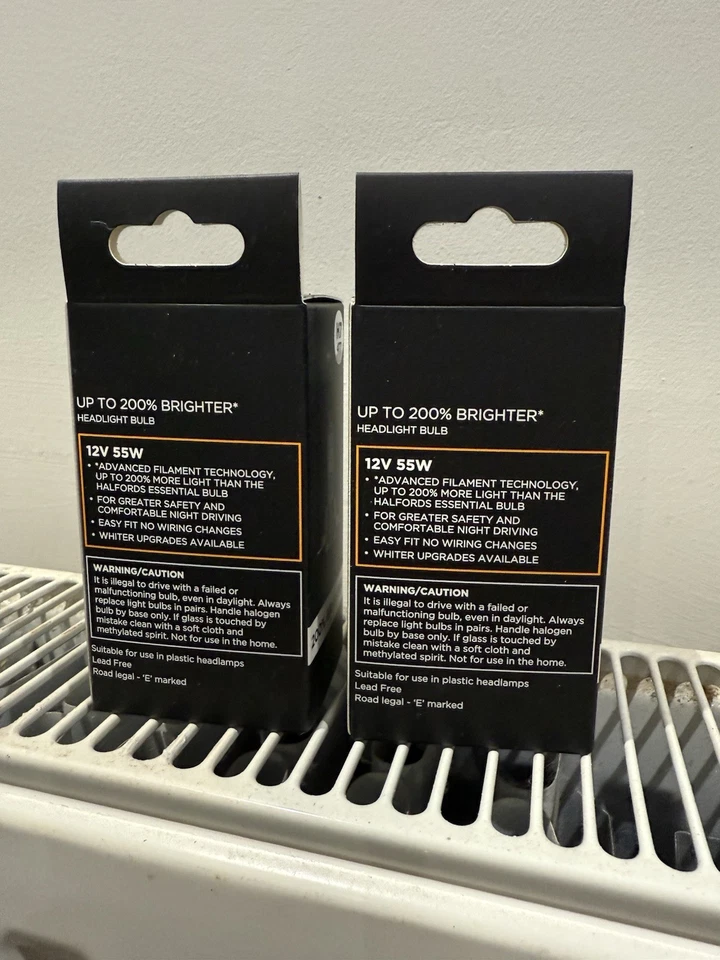 UP TO 200% BRIGHTER*
HEADLIGHT BULB
12V 55W
• *ADVANCED FILAMENT TECHNOLOGY,
UP TO 200% MORE LIGHT THAN THE
HALFORDS ESSENTIAL BULB
• FOR GREATER SAFETY AND
COMFORTABLE NIGHT DRIVING
• EASY FIT NO WIRING CHANGES
• WHITER UPGRADES AVAILABLE
WARNING/CAUTION
It is illegal to drive with a failed or
malfunctioning bulb, even in daylight. Always
replace light bulbs in pairs. Handle halogen
bulb by base only. If glass is touched by
mistake clean with a soft cloth and
methylated spirit. Not for use in the home.
Suitable for use in plastic headlamps
Lead Free
Road legal - 'E' marked
UP TO 200% BRIGHTER*
HEADLIGHT BULB
12V 55W
• *ADVANCED FILAMENT TECHNOLOGY,
UP TO 200% MORE LIGHT THAN THE
HALFORDS ESSENTIAL BULB
• FOR GREATER SAFETY AND
COMFORTABLE NIGHT DRIVING
• EASY FIT NO WIRING CHANGES
• WHITER UPGRADES AVAILABLE
WARNING/CAUTION
It is illegal to drive with a failed or
malfunctioning bulb, even in daylight. Always
replace light bulbs in pairs. Handle halogen
bulb by base only. If glass is touched by
mistake clean with a soft cloth and
methylated spirit. Not for use in the home.
Suitable for use in plastic headlamps
Lead Free
Road legal - 'E' marked